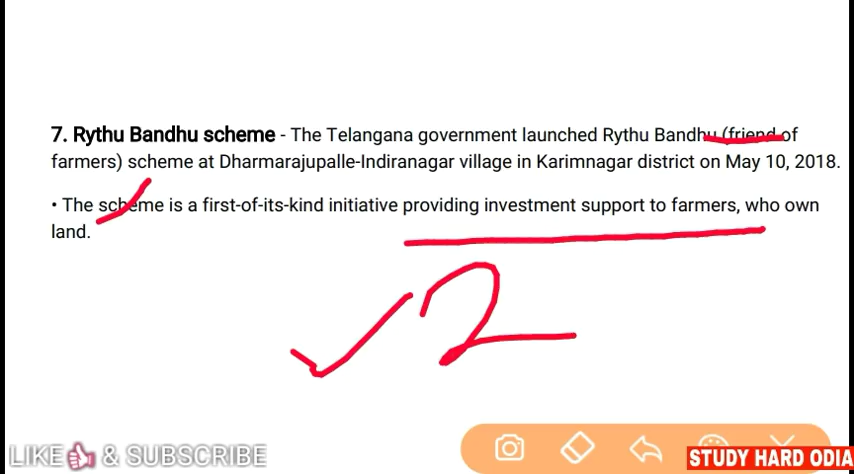 7. Rythu Bandhu scheme - The Telangana government launched Rythu Bandhu (friend of
farmers) scheme at Dharmarajupalle-Indiranagar village in Karimnagar district on May 10, 2018.
• The scheme is a first-of-its-kind initiative providing investment support to farmers, who own
land.
2
LIKE & SUBSCRIBE
STUDY HARD ODIA